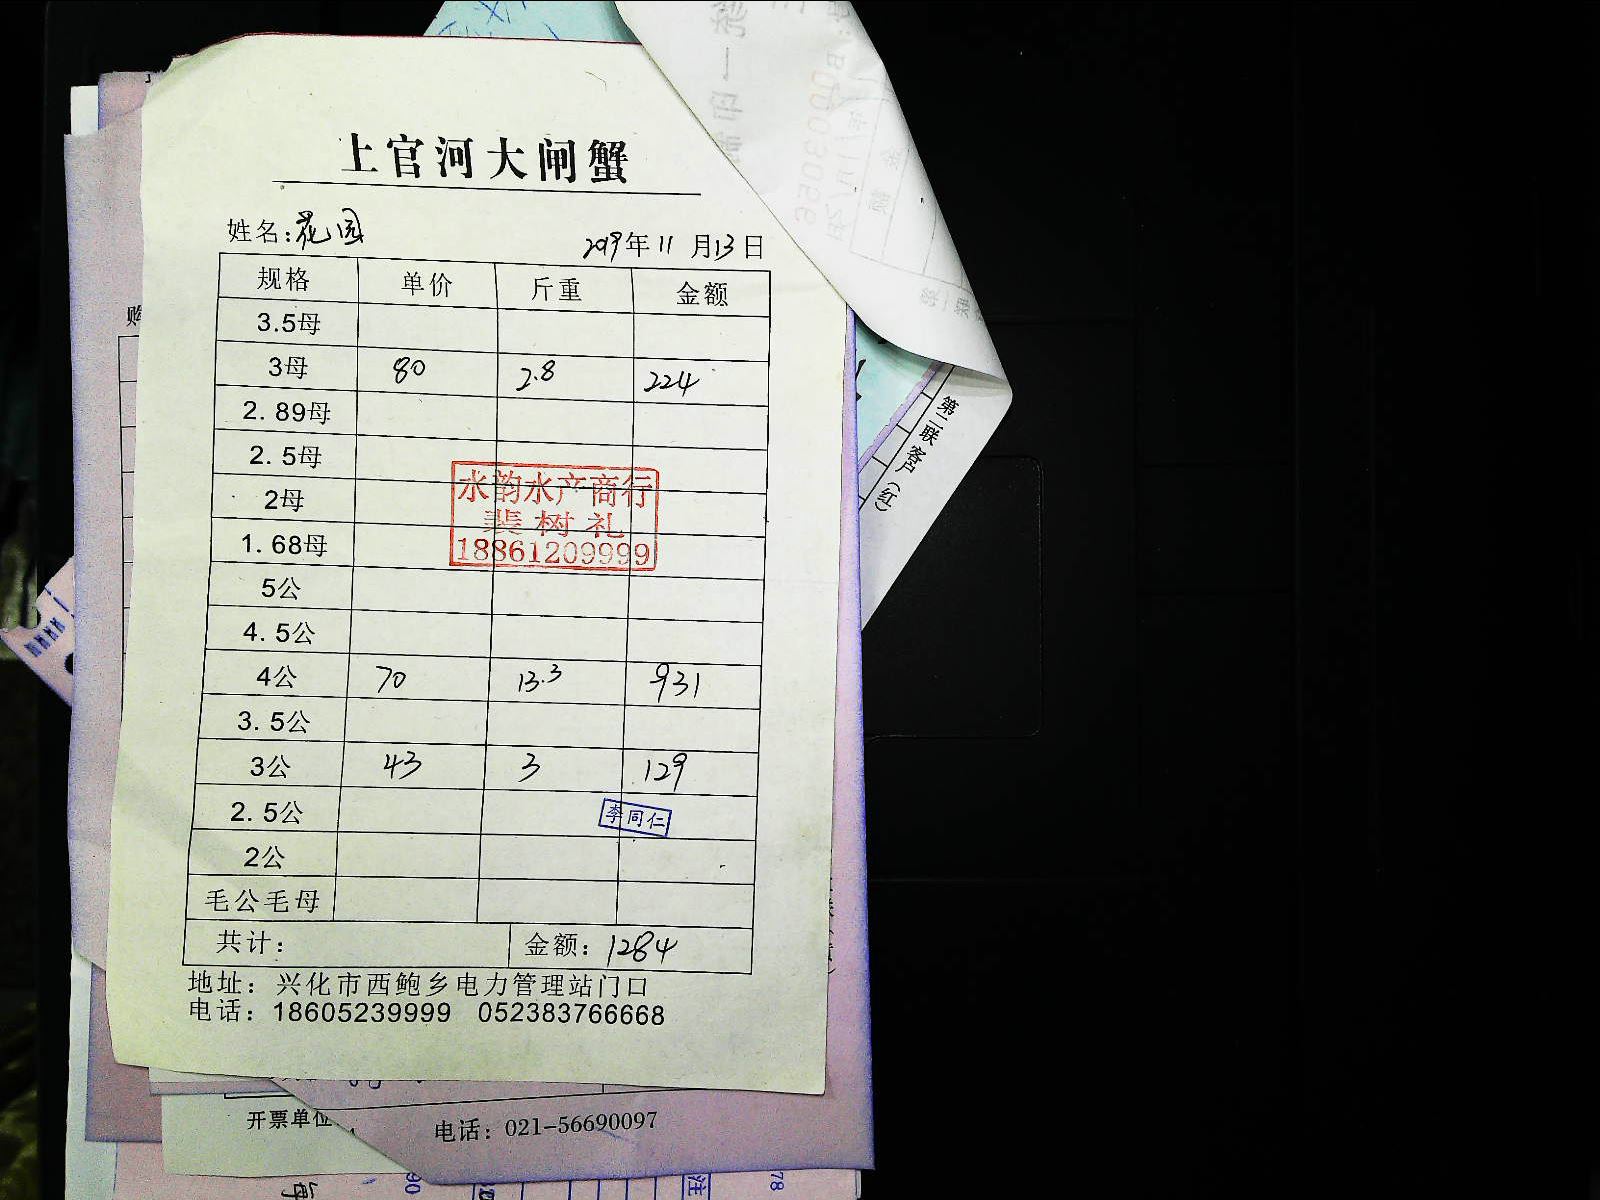 上官河大闸蟹
姓名：花园
2019年11月13日
规格 单价 斤重 金额
3.5母
3母 80 2.8 224
2.89母
2.5母
2母
1.68母
水韵水产商行
裴树礼
18861209999
5公
4.5公
4公 70 13.3 931
3.5公
3公 43 3 129
2.5公
李同仁
2公
毛公毛母
共计： 金额：1284
地址：兴化市西鲍乡电力管理站门口
电话：18605239999 052383766668
开票单位
电话：021-56690097
第二联客户（红）
购